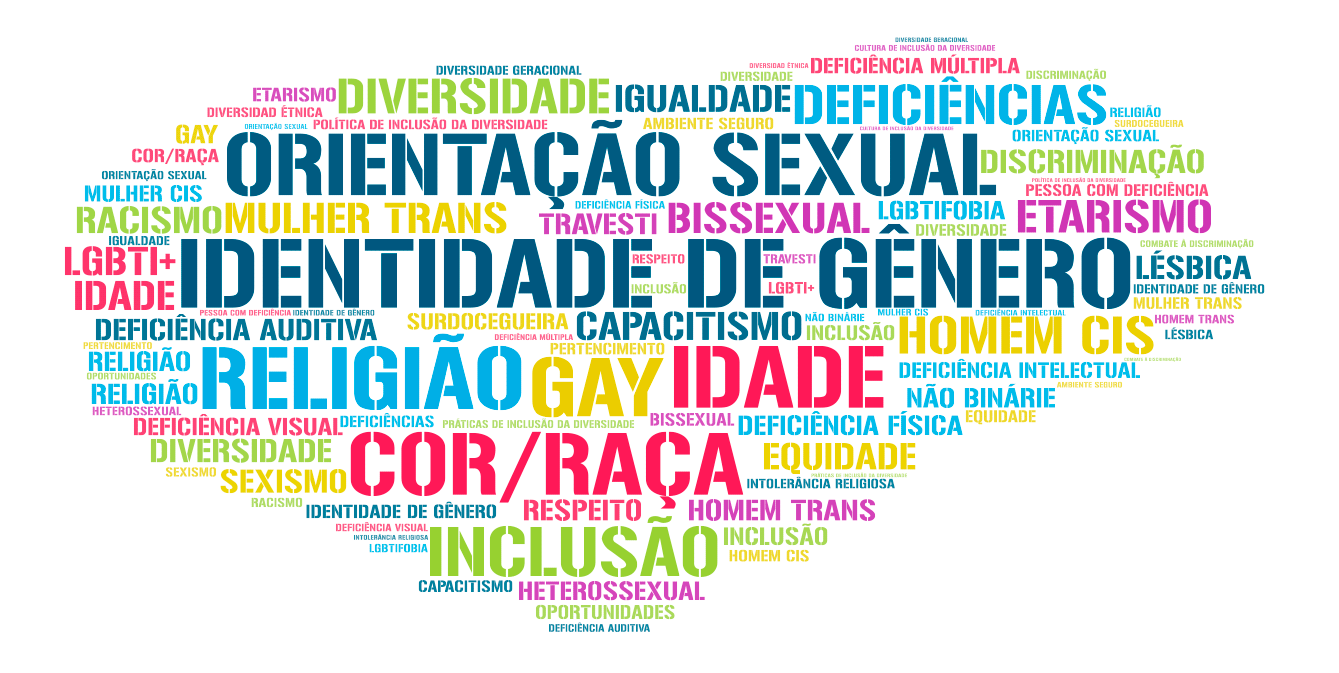 DIVERSIDADE GERACIONAL
CULTURA DE INCLUSÃO DA DIVERSIDADE
DIVERSIDADE GERACIONAL DIVERSIDAD ÉTNICA DEFICIÊNCIA MÚLTIPLA
DIVERSIDADE DISCRIMINAÇÃO
ETARISMO DIVERSIDADE IGUALDADE DEFICIÊNCIAS
DIVERSIDAD ÉTNICA RELIGIÃO
ORIENTAÇÃO SEXUAL POLÍTICA DE INCLUSÃO DA DIVERSIDADE AMBIENTE SEGURO CULTURA DE INCLUSÃO DA DIVERSIDADE SURDOCEGUEIRA
GAY ORIENTAÇÃO SEXUAL ORIENTAÇÃO SEXUAL
COR/RAÇA DISCRIMINAÇÃO
ORIENTAÇÃO SEXUAL POLÍTICA DE INCLUSÃO DA DIVERSIDADE
MULHER CIS PESSOA COM DEFICIÊNCIA
DEFICIÊNCIA FÍSICA
RACISMO MULHER TRANS TRAVESTI BISSEXUAL LGBTIFOBIA ETARISMO
DIVERSIDADE
IGUALDADE COMBATE À DISCRIMINAÇÃO
LGBTI+ IDENTIDADE DE GÊNERO LÉSBICA
RESPEITO TRAVESTI
IDADE INCLUSÃO LGBTI+ IDENTIDADE DE GÊNERO
MULHER TRANS
PESSOA COM DEFICIÊNCIA IDENTIDADE DE GÊNERO MULHER CIS DEFICIÊNCIA INTELECTUAL
SURDOCEGUEIRA CAPACITISMO NÃO BINÁRIE HOMEM TRANS
DEFICIÊNCIA AUDITIVA DEFICIÊNCIA MÚLTIPLA INCLUSÃO HOMEM CIS LÉSBICA
PERTENCIMENTO PERTENCIMENTO
RELIGIÃO RELIGIÃO GAY IDADE COMBATE À DISCRIMINAÇÃO
OPORTUNIDADES DEFICIÊNCIA INTELECTUAL
RELIGIÃO NÃO BINÁRIE AMBIENTE SEGURO
HETEROSSEXUAL
DEFICIÊNCIA VISUAL DEFICIÊNCIAS PRÁTICAS DE INCLUSÃO DA DIVERSIDADE BISSEXUAL DEFICIÊNCIA FÍSICA EQUIDADE
DIVERSIDADE COR/RAÇA EQUIDADE
SEXISMO SEXISMO PRÁTICAS DE INCLUSÃO DA DIVERSIDADE
INTOLERÂNCIA RELIGIOSA
RACISMO
IDENTIDADE DE GÊNERO RESPEITO HOMEM TRANS
DEFICIÊNCIA VISUAL
INTOLERÂNCIA RELIGIOSA INCLUSÃO INCLUSÃO
LGBTIFOBIA HOMEM CIS
CAPACITISMO HETEROSSEXUAL
OPORTUNIDADES
DEFICIÊNCIA AUDITIVA